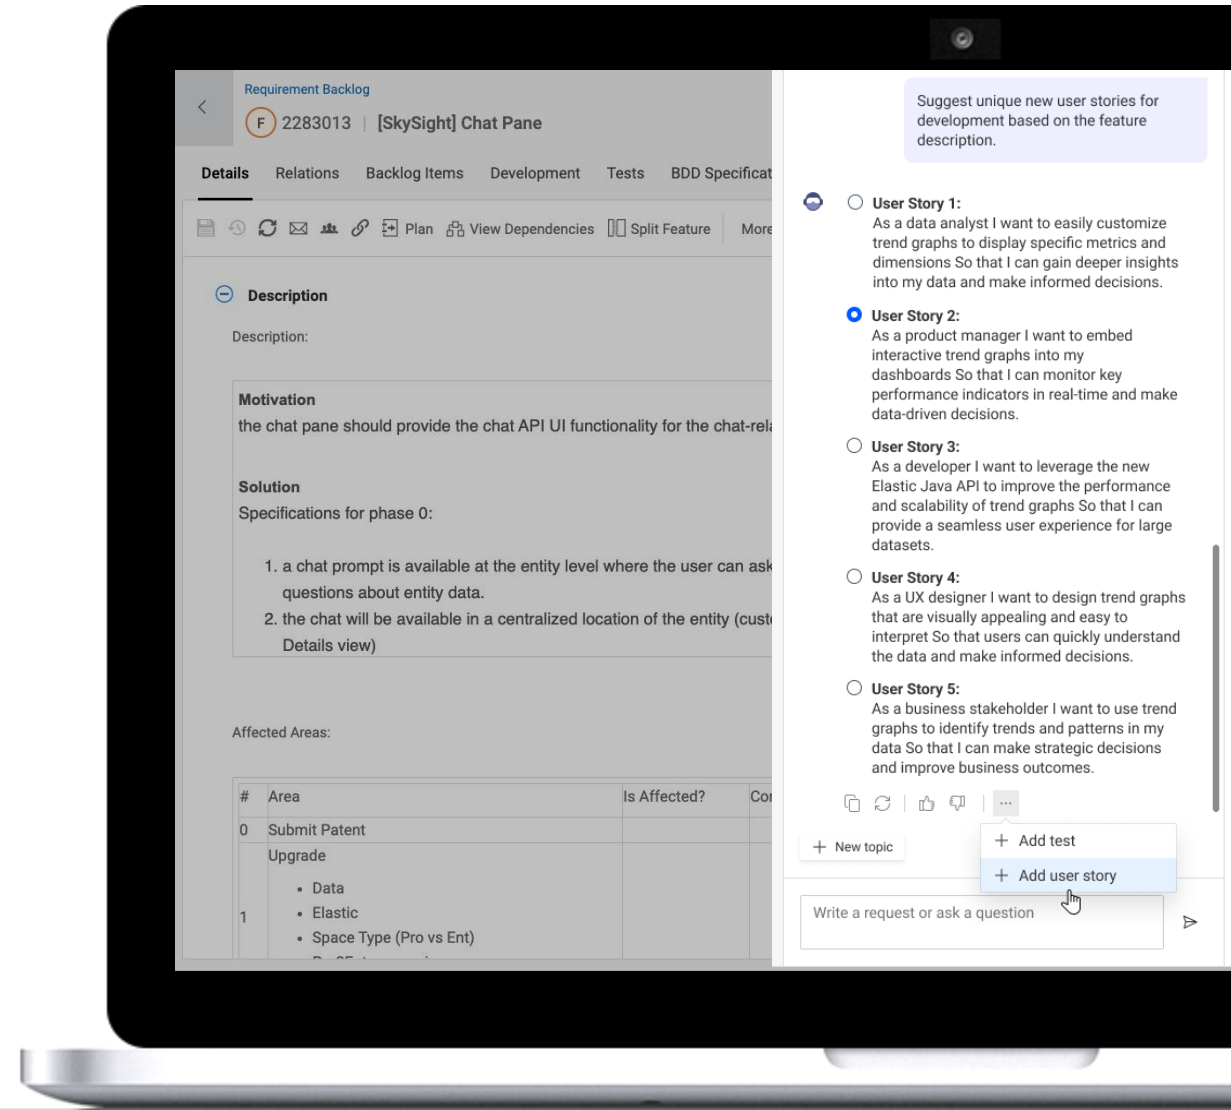 Requirement Backlog
F 2283013 | [SkySight] Chat Pane
Details Relations Backlog Items Development Tests BDD Specificat
Plan View Dependencies Split Feature More
Description
Description:
Motivation
the chat pane should provide the chat API UI functionality for the chat-rela
Solution
Specifications for phase 0:
1. a chat prompt is available at the entity level where the user can ask
questions about entity data.
2. the chat will be available in a centralized location of the entity (custo
Details view)
Affected Areas:
# Area Is Affected? Cor
0 Submit Patent
Upgrade
• Data
1 • Elastic
• Space Type (Pro vs Ent)
Suggest unique new user stories for
development based on the feature
description.
User Story 1:
As a data analyst I want to easily customize
trend graphs to display specific metrics and
dimensions So that I can gain deeper insights
into my data and make informed decisions.
User Story 2:
As a product manager I want to embed
interactive trend graphs into my
dashboards So that I can monitor key
performance indicators in real-time and make
data-driven decisions.
User Story 3:
As a developer I want to leverage the new
Elastic Java API to improve the performance
and scalability of trend graphs So that I can
provide a seamless user experience for large
datasets.
User Story 4:
As a UX designer I want to design trend graphs
that are visually appealing and easy to
interpret So that users can quickly understand
the data and make informed decisions.
User Story 5:
As a business stakeholder I want to use trend
graphs to identify trends and patterns in my
data So that I can make strategic decisions
and improve business outcomes.
...
+ New topic
+ Add test
+ Add user story
Write a request or ask a question